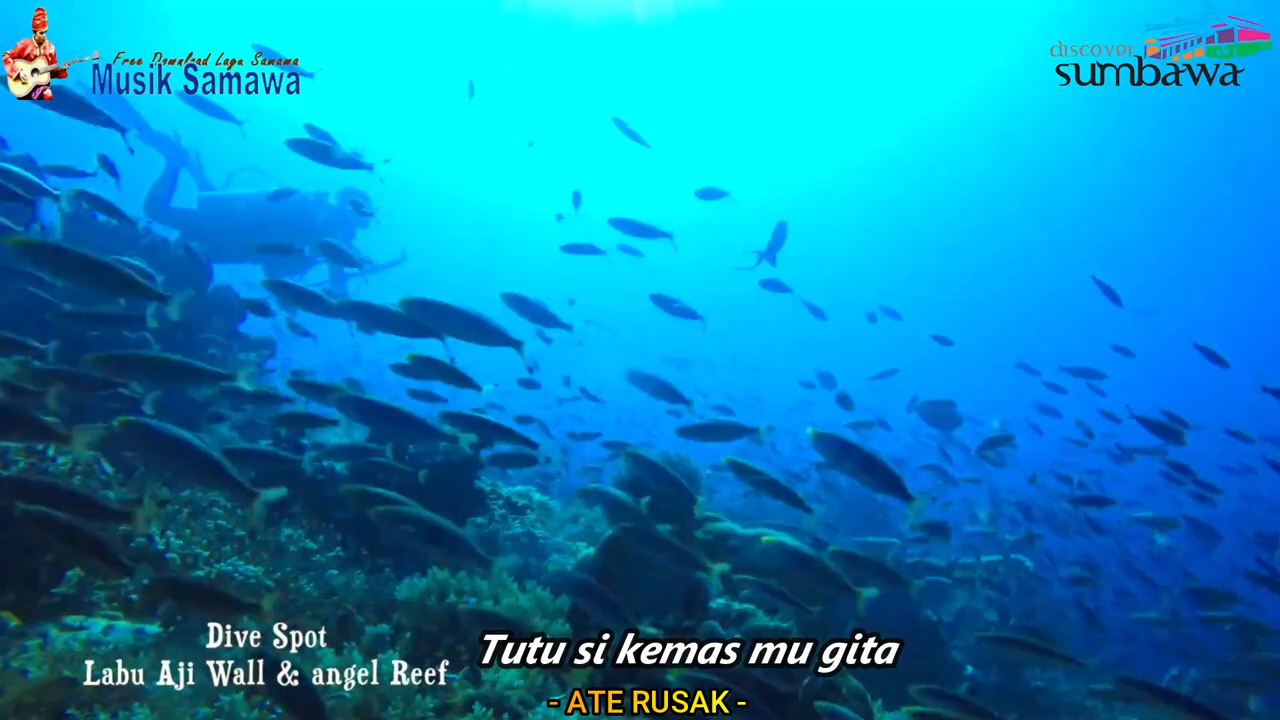 Free Download Lagu Samawa
Musik Samawa
discover
sumbawa
Dive Spot
Labu Aji Wall & angel Reef
Tutu si kemas mu gita
- ATE RUSAK -